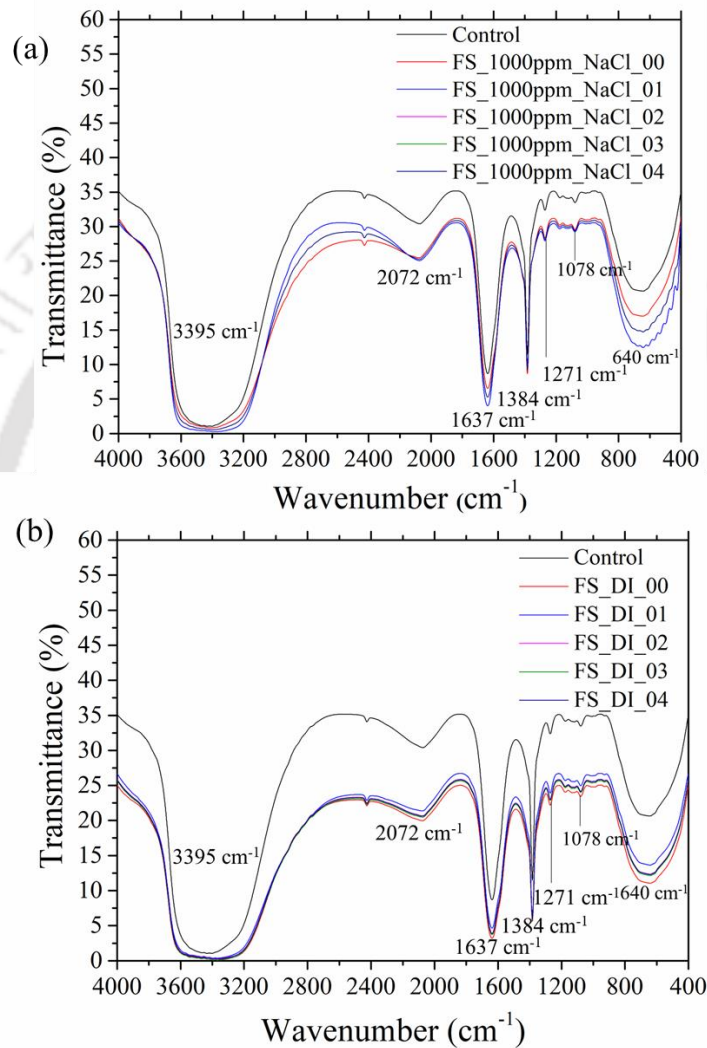 (a)
60
55
50
45
40
35
30
25
20
15
10
5
0
Transmittance (%)
Control
FS_1000ppm_NaCl_00
FS_1000ppm_NaCl_01
FS_1000ppm_NaCl_02
FS_1000ppm_NaCl_03
FS_1000ppm_NaCl_04
3395 cm-1
2072 cm-1
1637 cm-1
1384 cm-1
1271 cm-1
1078 cm-1
640 cm-1
4000 3600 3200 2800 2400 2000 1600 1200 800 400
Wavenumber (cm-1)
(b)
60
55
50
45
40
35
30
25
20
15
10
5
0
Transmittance (%)
Control
FS_DI_00
FS_DI_01
FS_DI_02
FS_DI_03
FS_DI_04
3395 cm-1
2072 cm-1
1637 cm-1
1384 cm-1
1271 cm-1
1078 cm-1
640 cm-1
4000 3600 3200 2800 2400 2000 1600 1200 800 400
Wavenumber (cm-1)